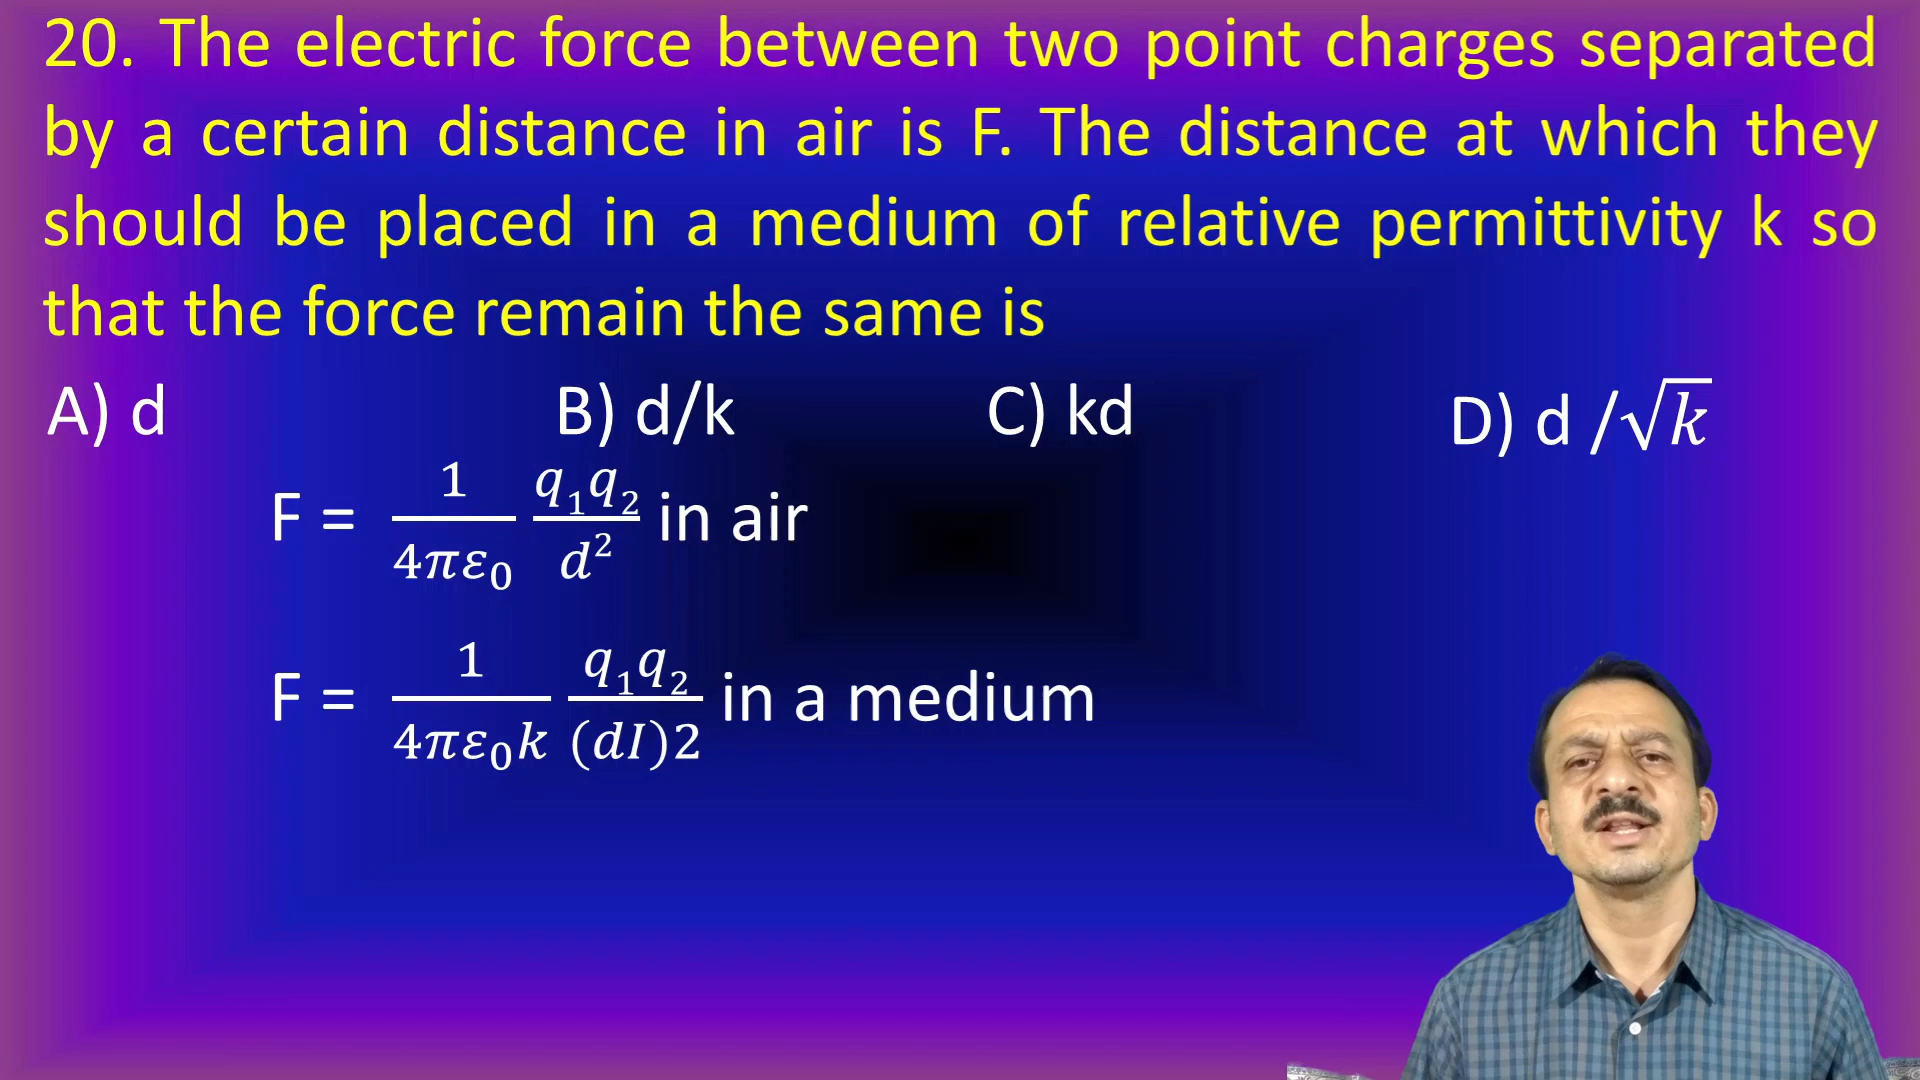 20. The electric force between two point charges separated
by a certain distance in air is F. The distance at which they
should be placed in a medium of relative permittivity k so
that the force remain the same is
A) d B) d/k C) kd D) d /√k
F = 1/(4πε₀) q₁q₂/d² in air
F = 1/(4πε₀k) q₁q₂/(dI)2 in a medium